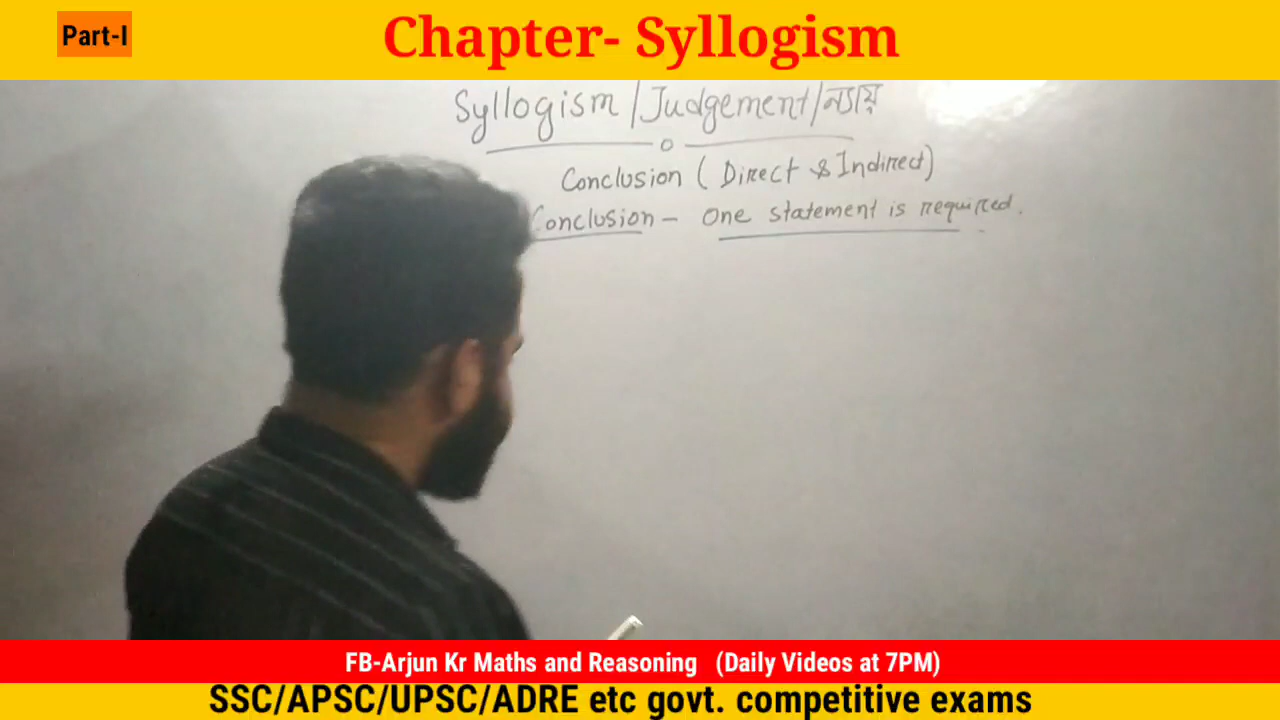 Part-I
Chapter- Syllogism
Syllogism/Judgement/ন্যায়
Conclusion (Direct & Indirect)
Conclusion - One statement is required.
FB-Arjun Kr Maths and Reasoning (Daily Videos at 7PM)
SSC/APSC/UPSC/ADRE etc govt. competitive exams